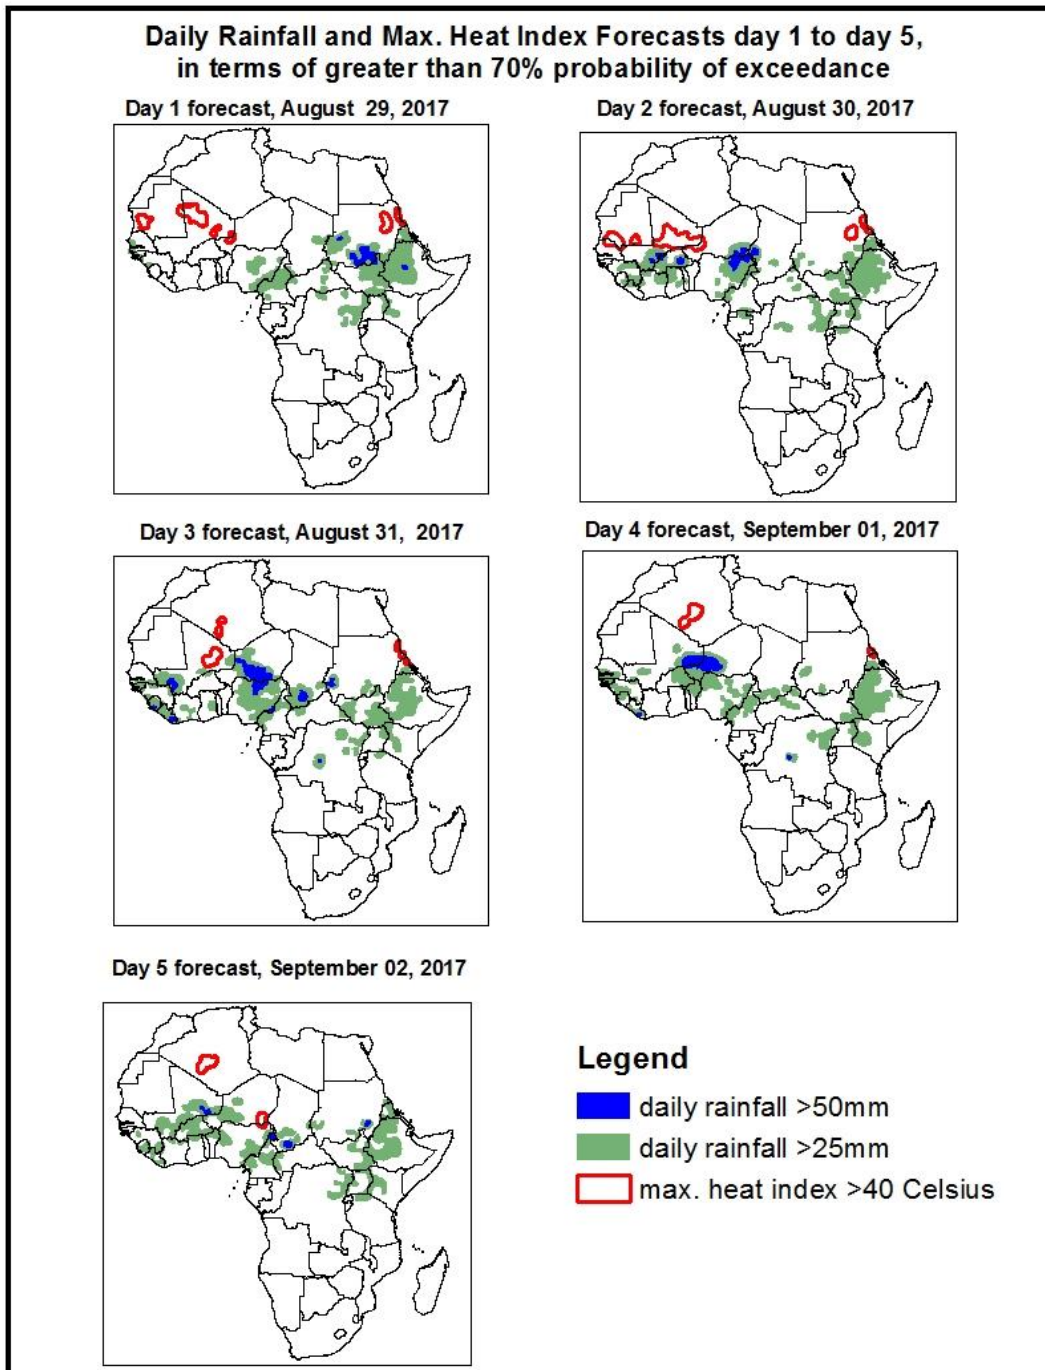 Daily Rainfall and Max. Heat Index Forecasts day 1 to day 5,
in terms of greater than 70% probability of exceedance
Day 1 forecast, August 29, 2017
Day 2 forecast, August 30, 2017
Day 3 forecast, August 31, 2017
Day 4 forecast, September 01, 2017
Day 5 forecast, September 02, 2017
Legend
daily rainfall >50mm
daily rainfall >25mm
max. heat index >40 Celsius